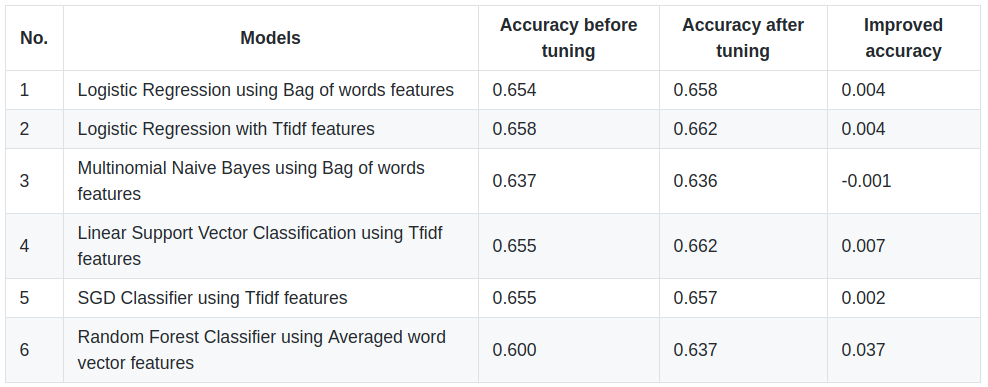 No. Models Accuracy before tuning Accuracy after tuning Improved accuracy
1 Logistic Regression using Bag of words features 0.654 0.658 0.004
2 Logistic Regression with Tfidf features 0.658 0.662 0.004
3 Multinomial Naive Bayes using Bag of words features 0.637 0.636 -0.001
4 Linear Support Vector Classification using Tfidf features 0.655 0.662 0.007
5 SGD Classifier using Tfidf features 0.655 0.657 0.002
6 Random Forest Classifier using Averaged word vector features 0.600 0.637 0.037